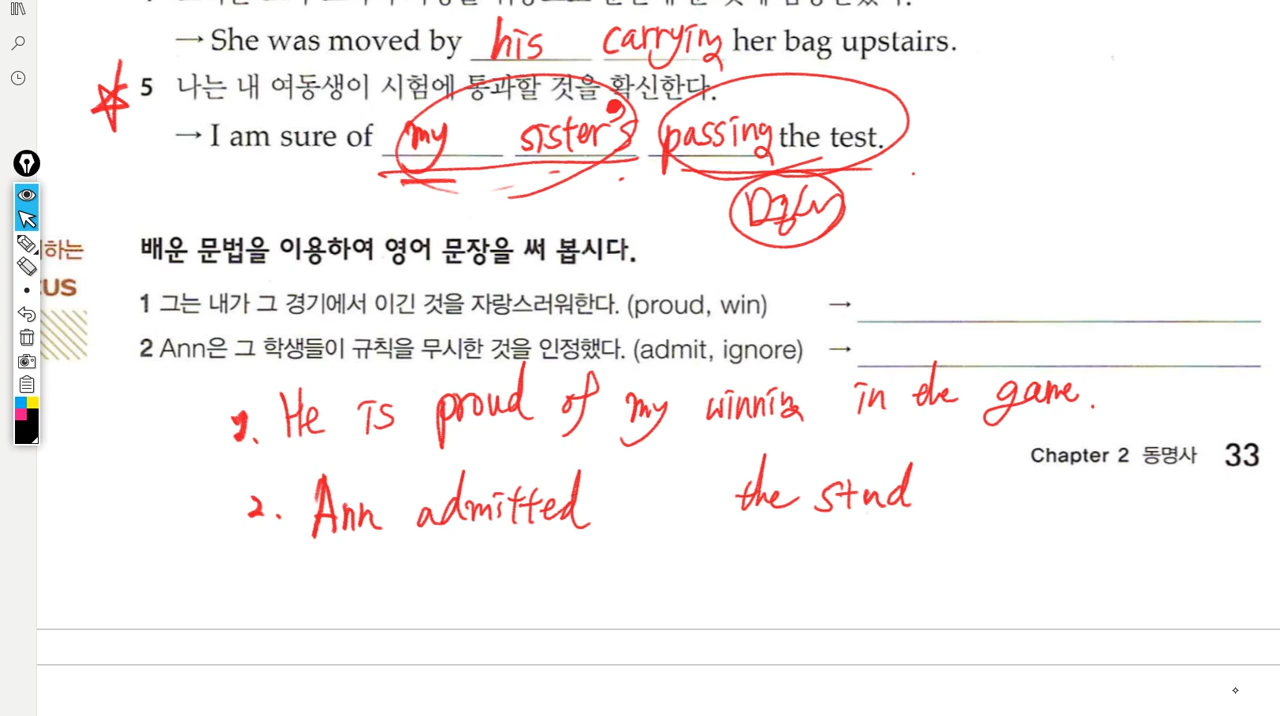 → She was moved by his carrying her bag upstairs.
5 나는 내 여동생이 시험에 통과할 것을 확신한다.
→ I am sure of my sister's passing the test.
하는
배운 문법을 이용하여 영어 문장을 써 봅시다.
US
1 그는 내가 그 경기에서 이긴 것을 자랑스러워한다. (proud, win) →
2 Ann은 그 학생들이 규칙을 무시한 것을 인정했다. (admit, ignore) →
1. He is proud of my winning in the game.
Chapter 2 동명사 33
2. Ann admitted the stud